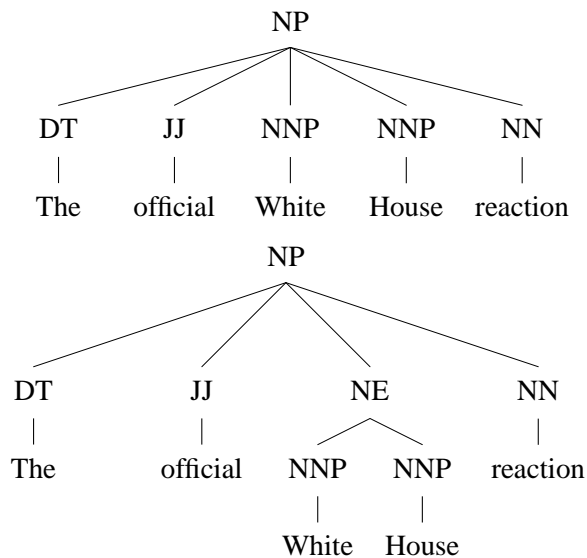 NP
DT JJ NNP NNP NN
The official White House reaction
NP
DT JJ NE NN
The official NNP NNP reaction
White House